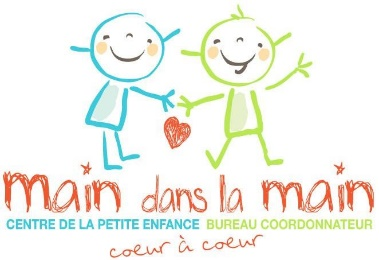 main dans la main
CENTRE DE LA PETITE ENFANCE BUREAU COORDONNATEUR
coeur à coeur